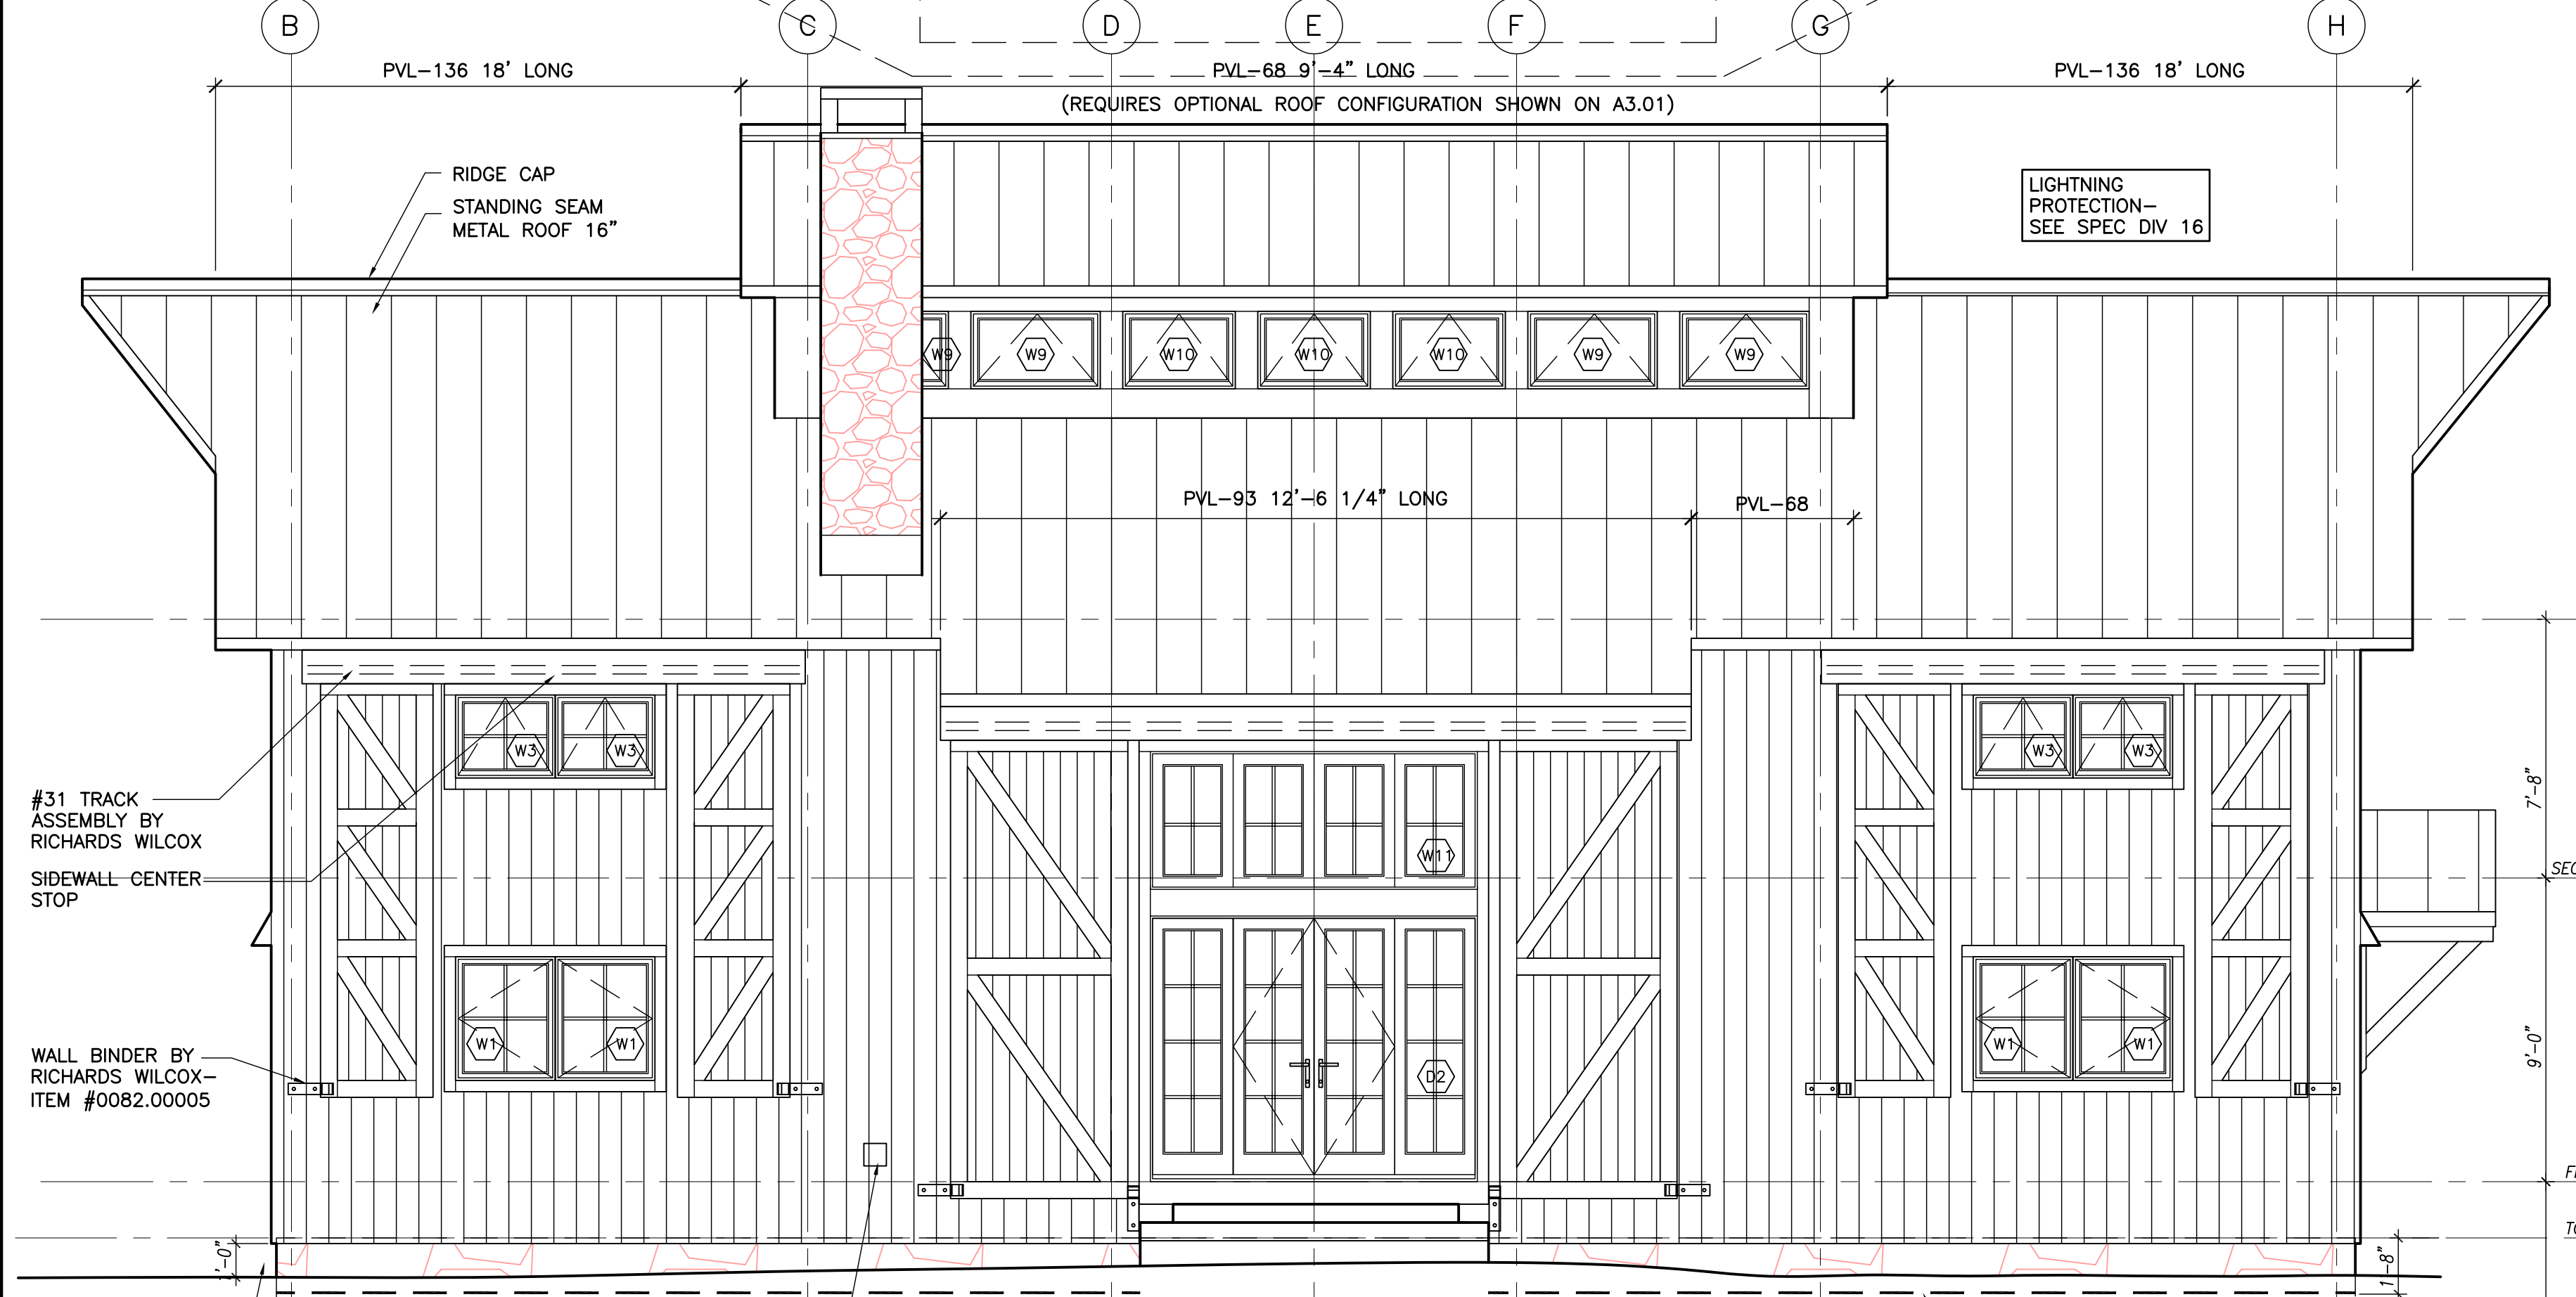 B C D E F G H
PVL-136 18' LONG
PVL-68 9'-4" LONG
PVL-136 18' LONG
(REQUIRES OPTIONAL ROOF CONFIGURATION SHOWN ON A3.01)
RIDGE CAP
STANDING SEAM
METAL ROOF 16"
LIGHTNING
PROTECTION-
SEE SPEC DIV 16
W9 W9 W10 W10 W10 W9 W9
PVL-93 12'-6 1/4" LONG
PVL-68
W3 W3
W3 W3
#31 TRACK
ASSEMBLY BY
RICHARDS WILCOX
7'-8"
W11
SIDEWALL CENTER
STOP
WALL BINDER BY
RICHARDS WILCOX-
ITEM #0082.00005
W1 W1
D2
W1 W1
9'-0"
1'-8"